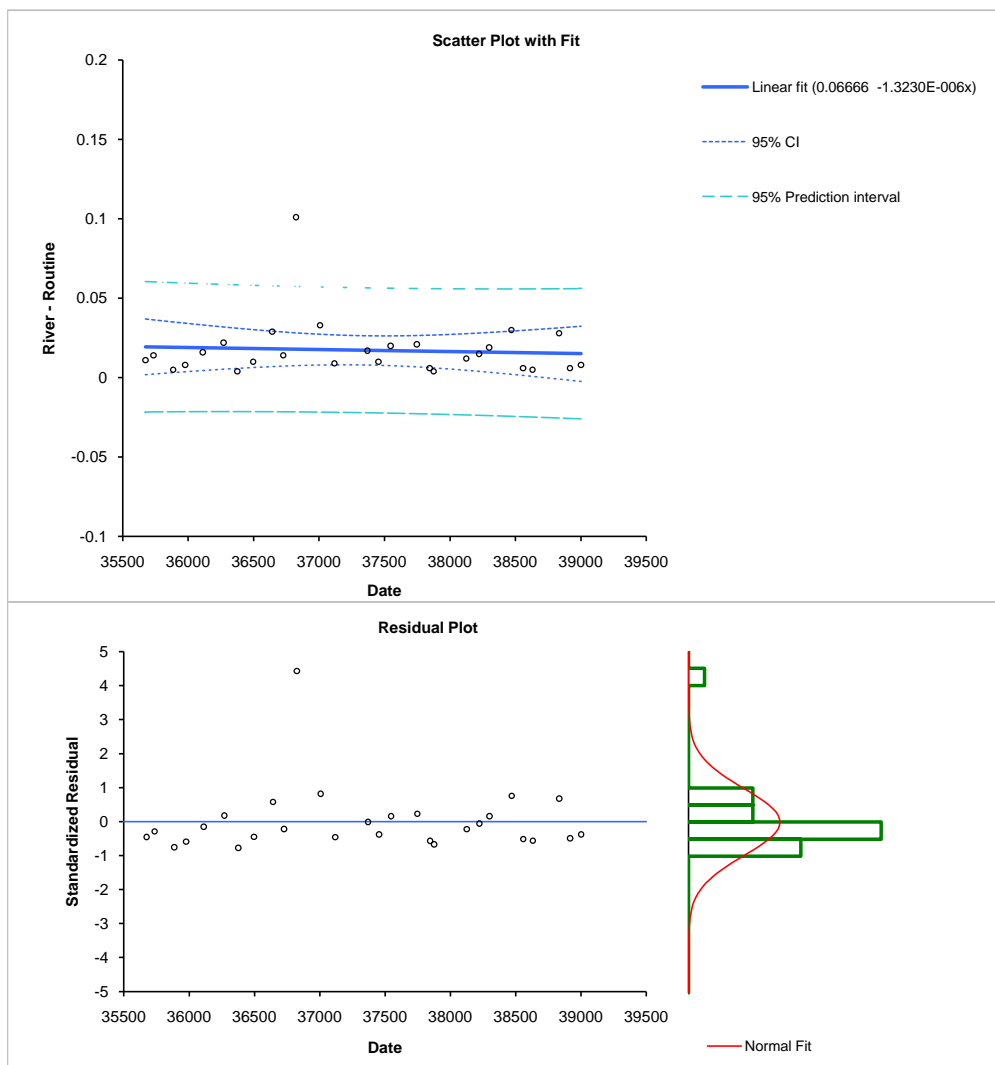 Scatter Plot with Fit
0.2
0.15
0.1
0.05
0
-0.05
-0.1
River - Routine
35500 36000 36500 37000 37500 38000 38500 39000 39500
Date
Linear fit (0.06666 -1.3230E-006x)
95% CI
95% Prediction interval
Residual Plot
5
4
3
2
1
0
-1
-2
-3
-4
-5
Standardized Residual
35500 36000 36500 37000 37500 38000 38500 39000 39500
Date
Normal Fit